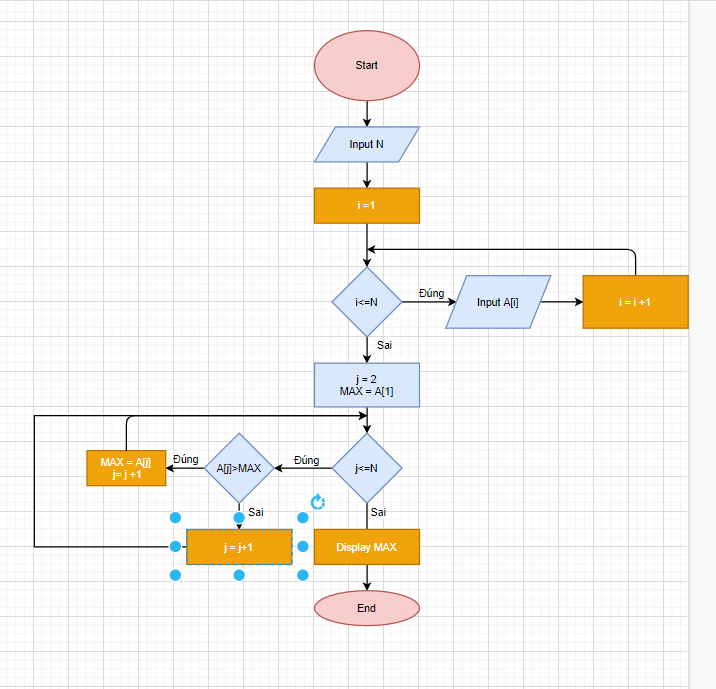 Start
Input N
i =1
i<=N
Đúng
Input A[i]
i = i +1
Sai
j = 2
MAX = A[1]
j<=N
Đúng
A[j]>MAX
Đúng
MAX = A[j]
j= j +1
Sai
j = j+1
Sai
Display MAX
End